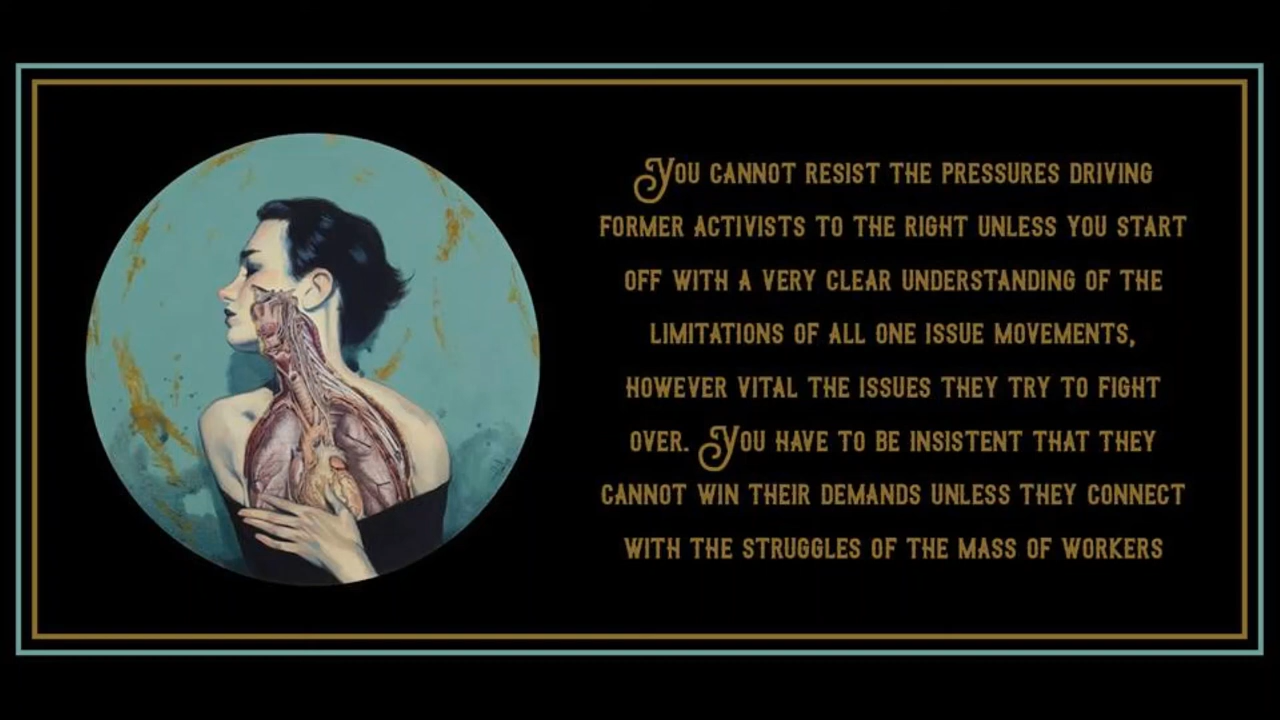 You cannot resist the pressures driving
former activists to the right unless you start
off with a very clear understanding of the
limitations of all one issue movements,
however vital the issues they try to fight
over. You have to be insistent that they
cannot win their demands unless they connect
with the struggles of the mass of workers